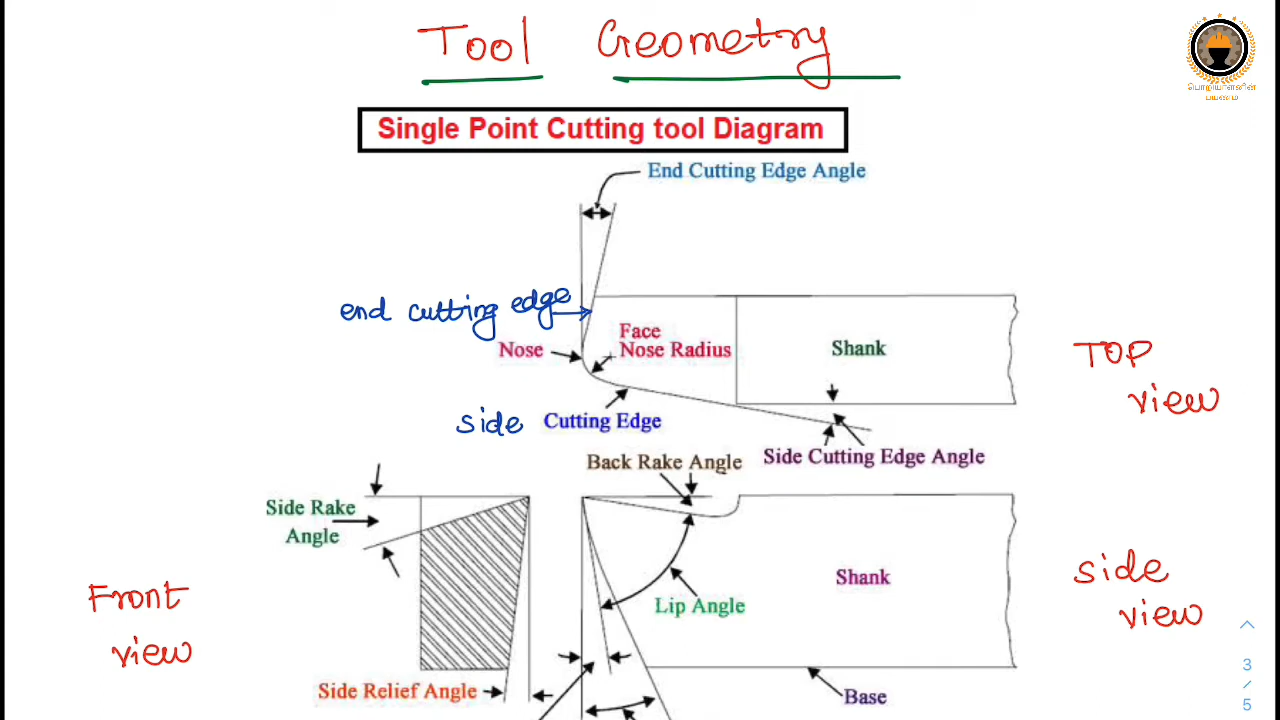 Tool Geometry
பொறியாளனின்
பயணம்
Single Point Cutting tool Diagram
End Cutting Edge Angle
end cutting edge
Face
Nose
Nose Radius
Shank
TOP
view
side
Cutting Edge
Back Rake Angle
Side Cutting Edge Angle
Side Rake
Angle
Shank
side
view
Front
view
Lip Angle
Side Relief Angle
Base
3
/
5